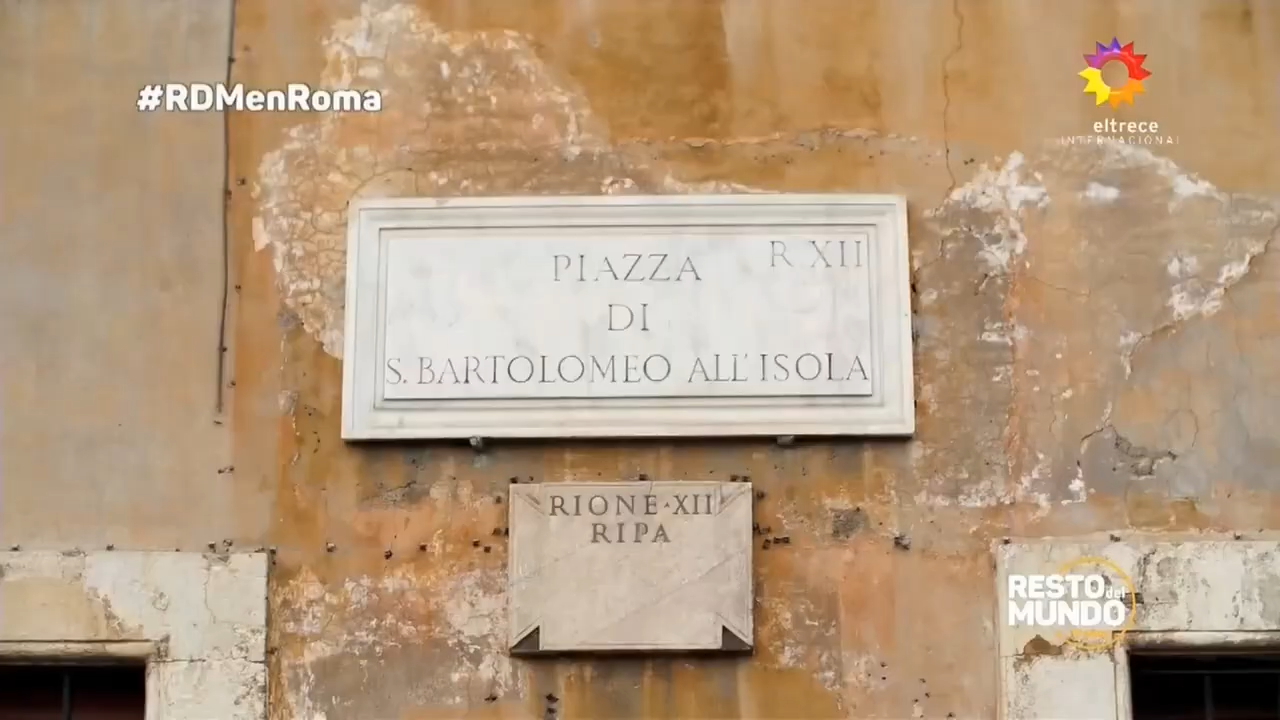 #RDMenRoma
eltrece
INTERNACIONAL
PIAZZA R XII
DI
S. BARTOLOMEO ALL'ISOLA
RIONE·XII
RIPA
RESTO del
MUNDO